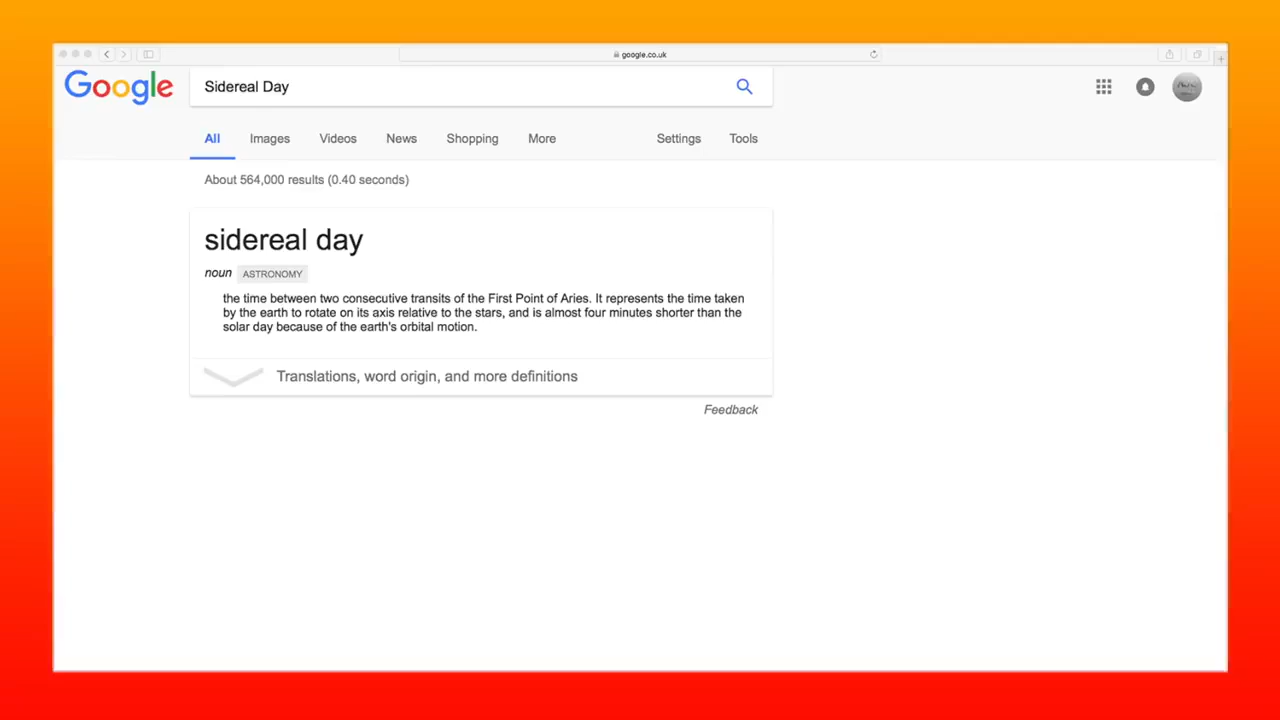 google.co.uk
Google
Sidereal Day
All Images Videos News Shopping More Settings Tools
About 564,000 results (0.40 seconds)
sidereal day
noun ASTRONOMY
the time between two consecutive transits of the First Point of Aries. It represents the time taken
by the earth to rotate on its axis relative to the stars, and is almost four minutes shorter than the
solar day because of the earth's orbital motion.
Translations, word origin, and more definitions
Feedback